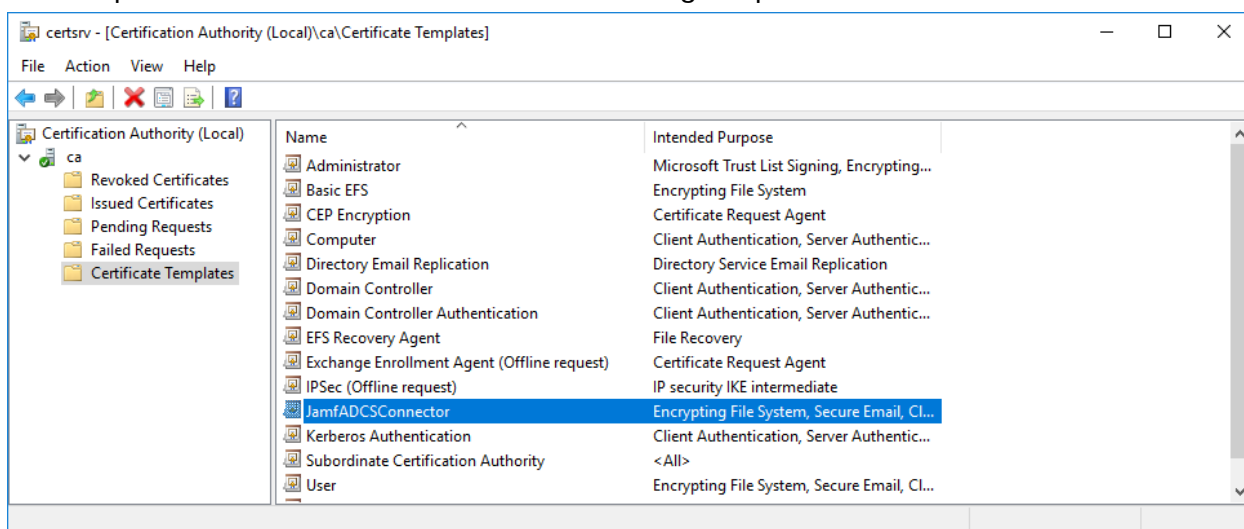 certsrv - [Certification Authority (Local)\ca\Certificate Templates]
File Action View Help
Certification Authority (Local)
ca
Revoked Certificates
Issued Certificates
Pending Requests
Failed Requests
Certificate Templates
Name Intended Purpose
Administrator Microsoft Trust List Signing, Encrypting...
Basic EFS Encrypting File System
CEP Encryption Certificate Request Agent
Computer Client Authentication, Server Authentic...
Directory Email Replication Directory Service Email Replication
Domain Controller Client Authentication, Server Authentic...
Domain Controller Authentication Client Authentication, Server Authentic...
EFS Recovery Agent File Recovery
Exchange Enrollment Agent (Offline request) Certificate Request Agent
IPSec (Offline request) IP security IKE intermediate
JamfADCSConnector Encrypting File System, Secure Email, Cl...
Kerberos Authentication Client Authentication, Server Authentic...
Subordinate Certification Authority <All>
User Encrypting File System, Secure Email, Cl...